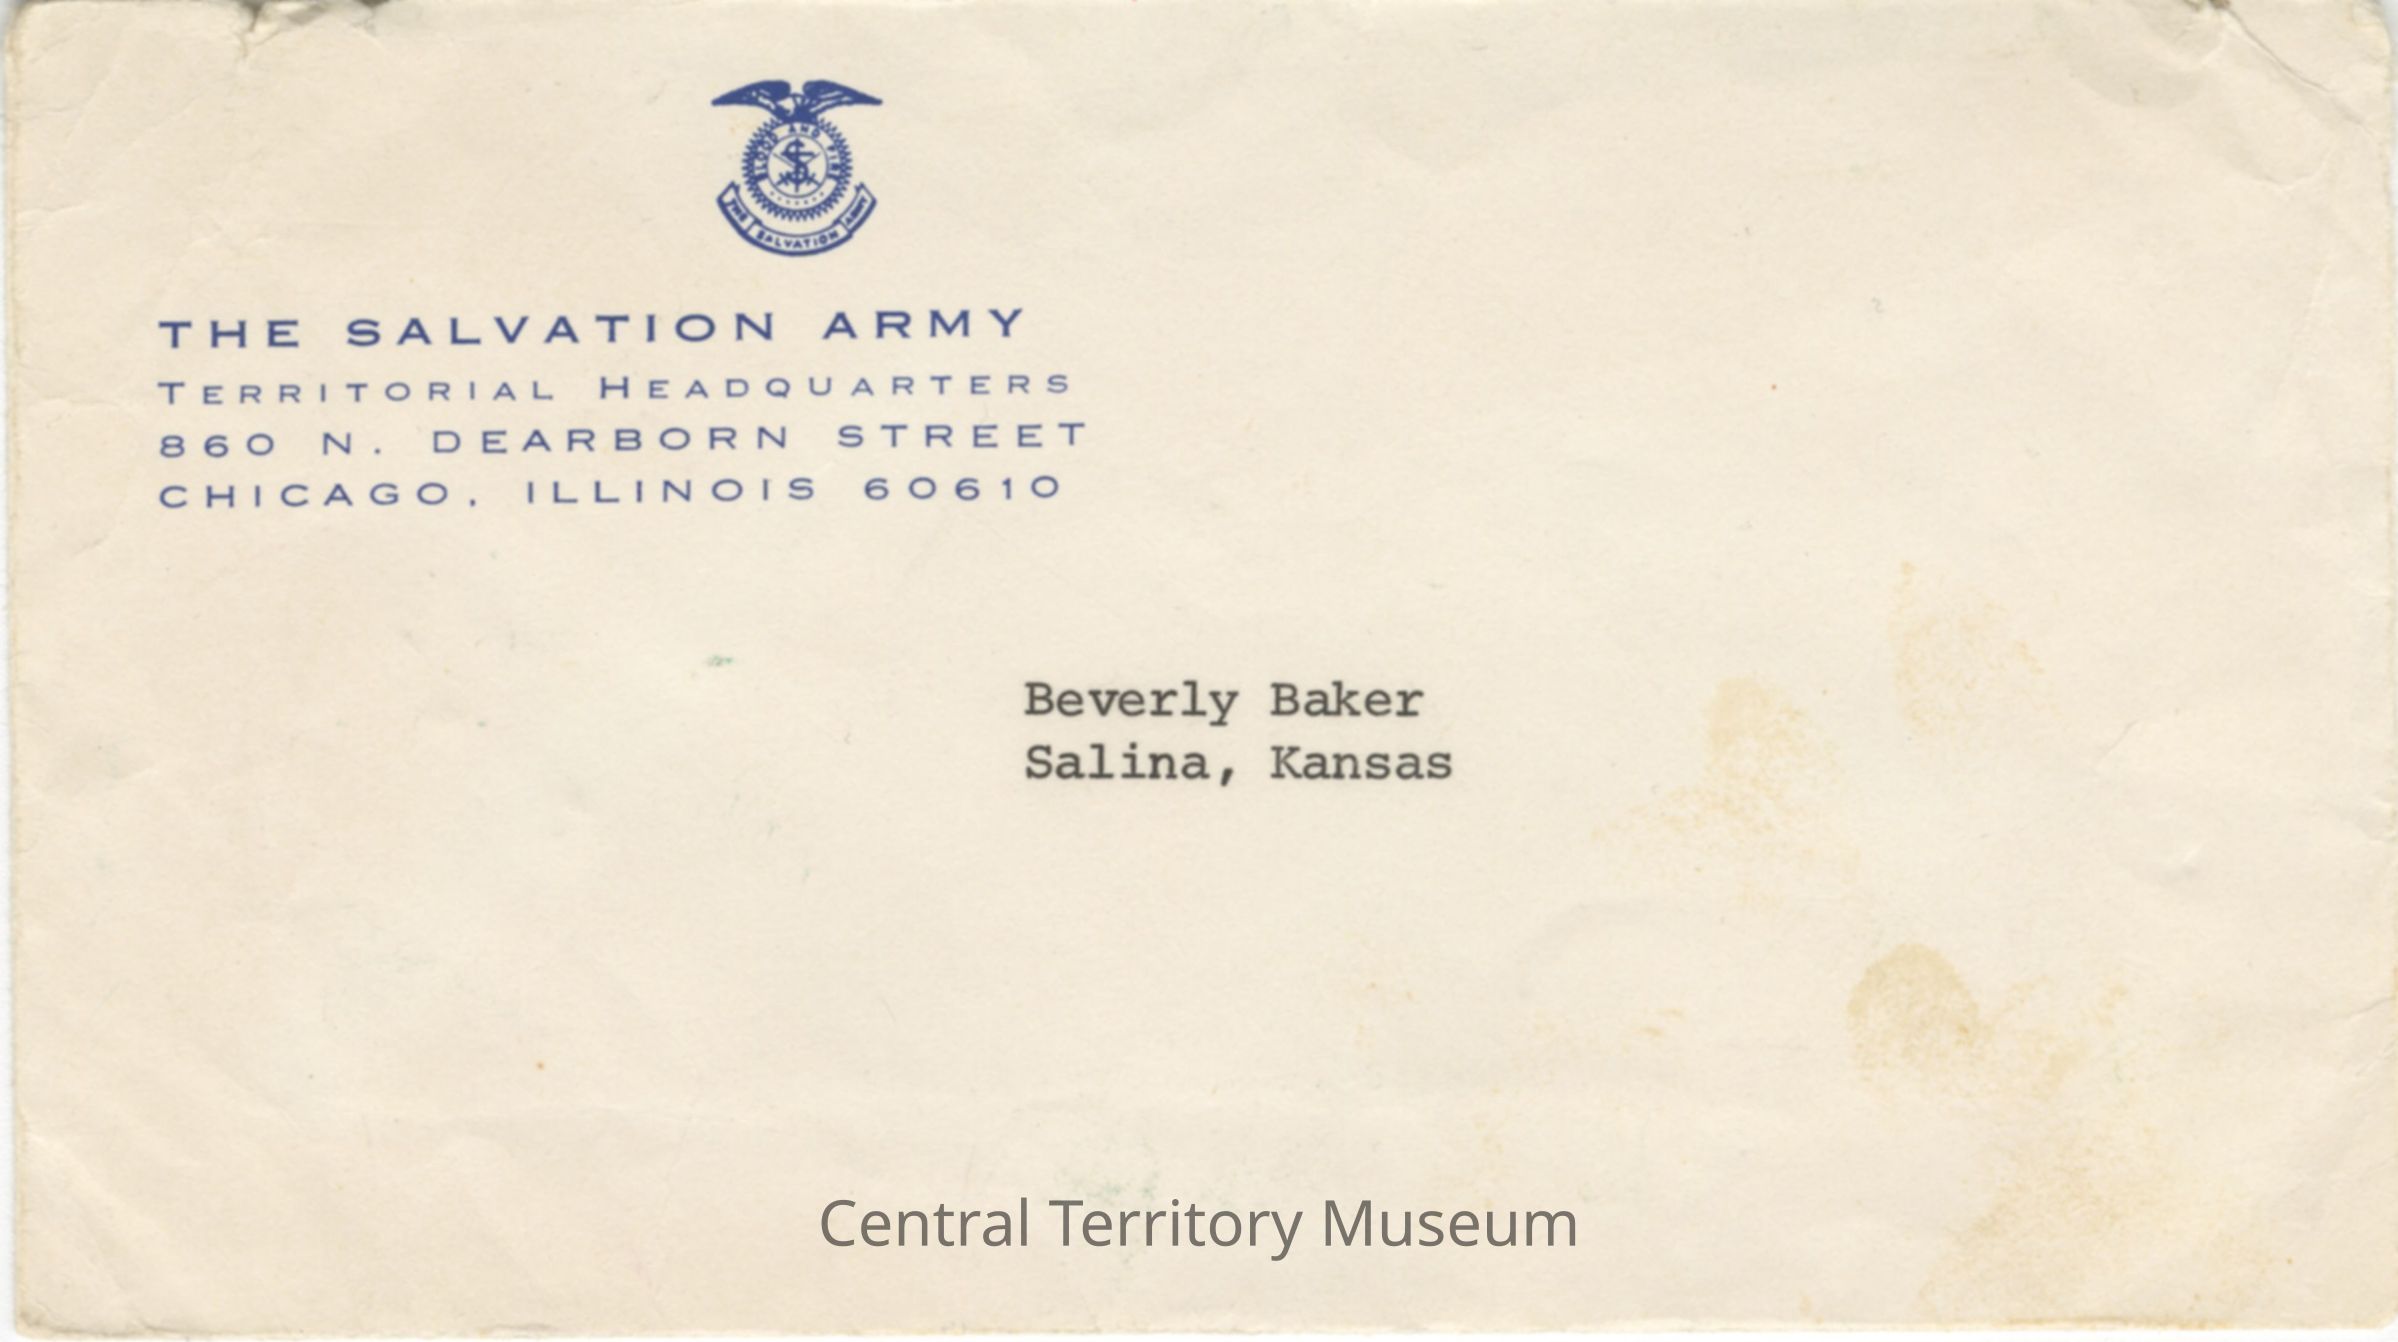 BLOOD AND FIRE
S
THE SALVATION ARMY
THE SALVATION ARMY
TERRITORIAL HEADQUARTERS
860 N. DEARBORN STREET
CHICAGO, ILLINOIS 60610
Beverly Baker
Salina, Kansas
Central Territory Museum